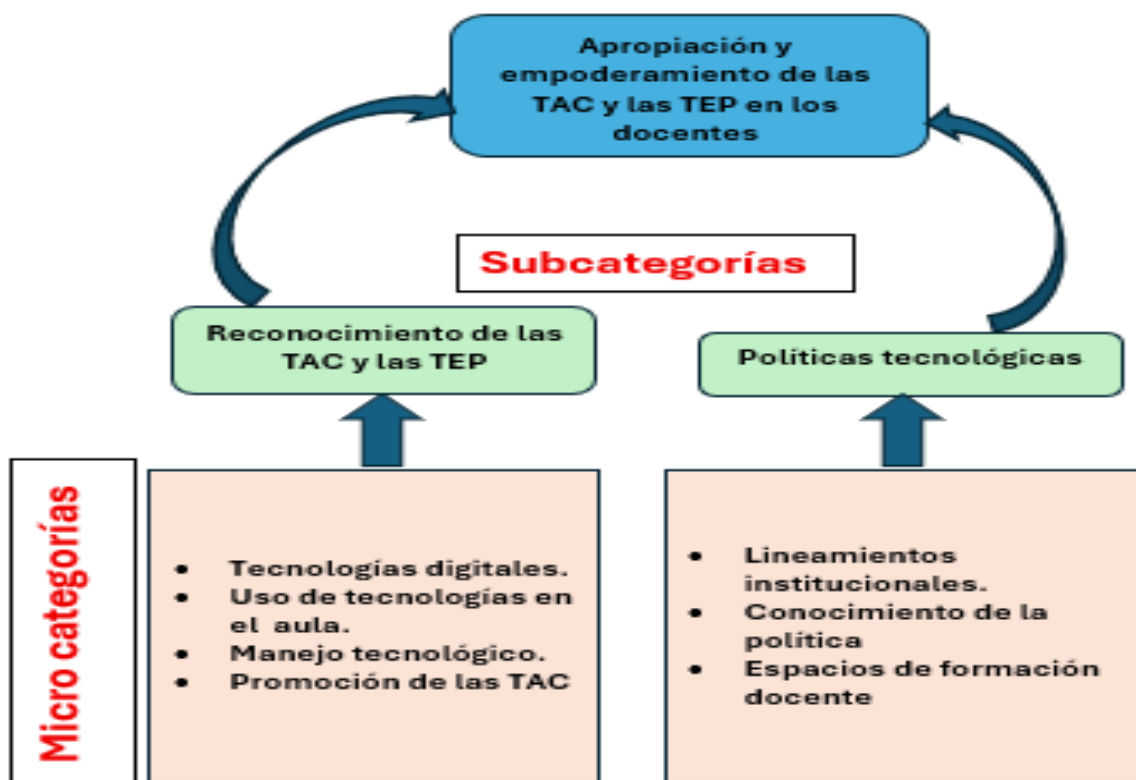 Apropiación y
empoderamiento de las
TAC y las TEP en los
docentes
Subcategorías
Reconocimiento de las
TAC y las TEP
Políticas tecnológicas
Micro categorías
• Tecnologías digitales.
• Uso de tecnologías en
el aula.
• Manejo tecnológico.
• Promoción de las TAC
• Lineamientos
institucionales.
• Conocimiento de la
política
• Espacios de formación
docente